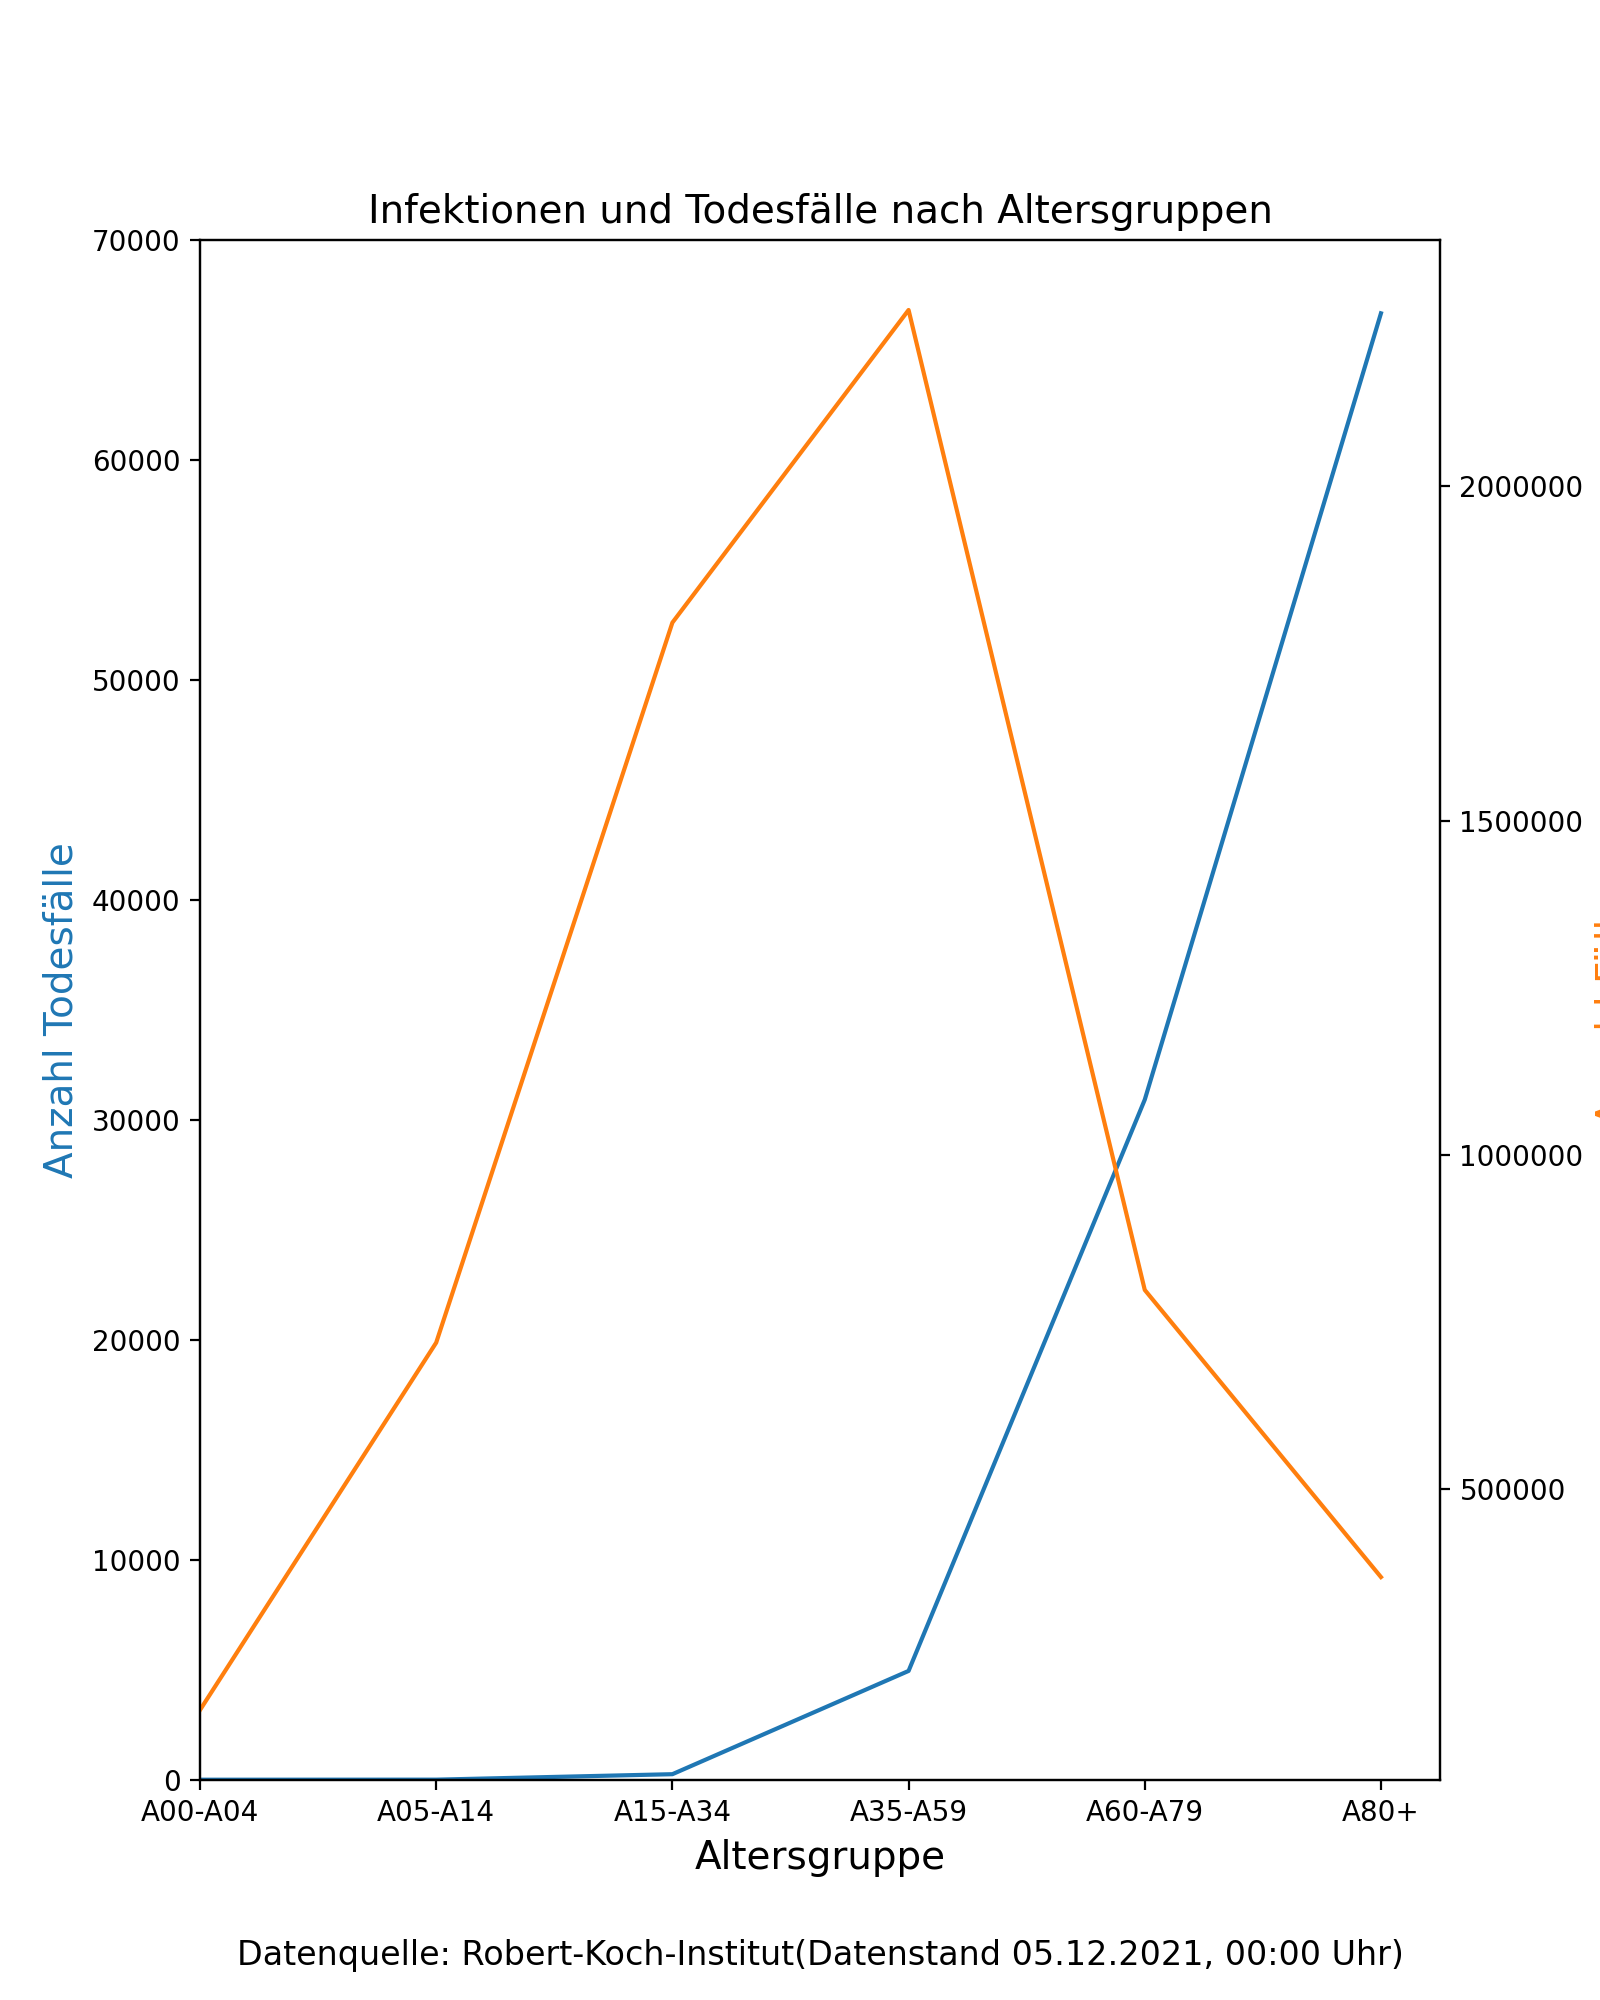 Infektionen und Todesfälle nach Altersgruppen
70000
60000
50000
40000
30000
20000
10000
0
Anzahl Todesfälle
2000000
1500000
1000000
500000
A00-A04 A05-A14 A15-A34 A35-A59 A60-A79 A80+
Altersgruppe
Datenquelle: Robert-Koch-Institut(Datenstand 05.12.2021, 00:00 Uhr)